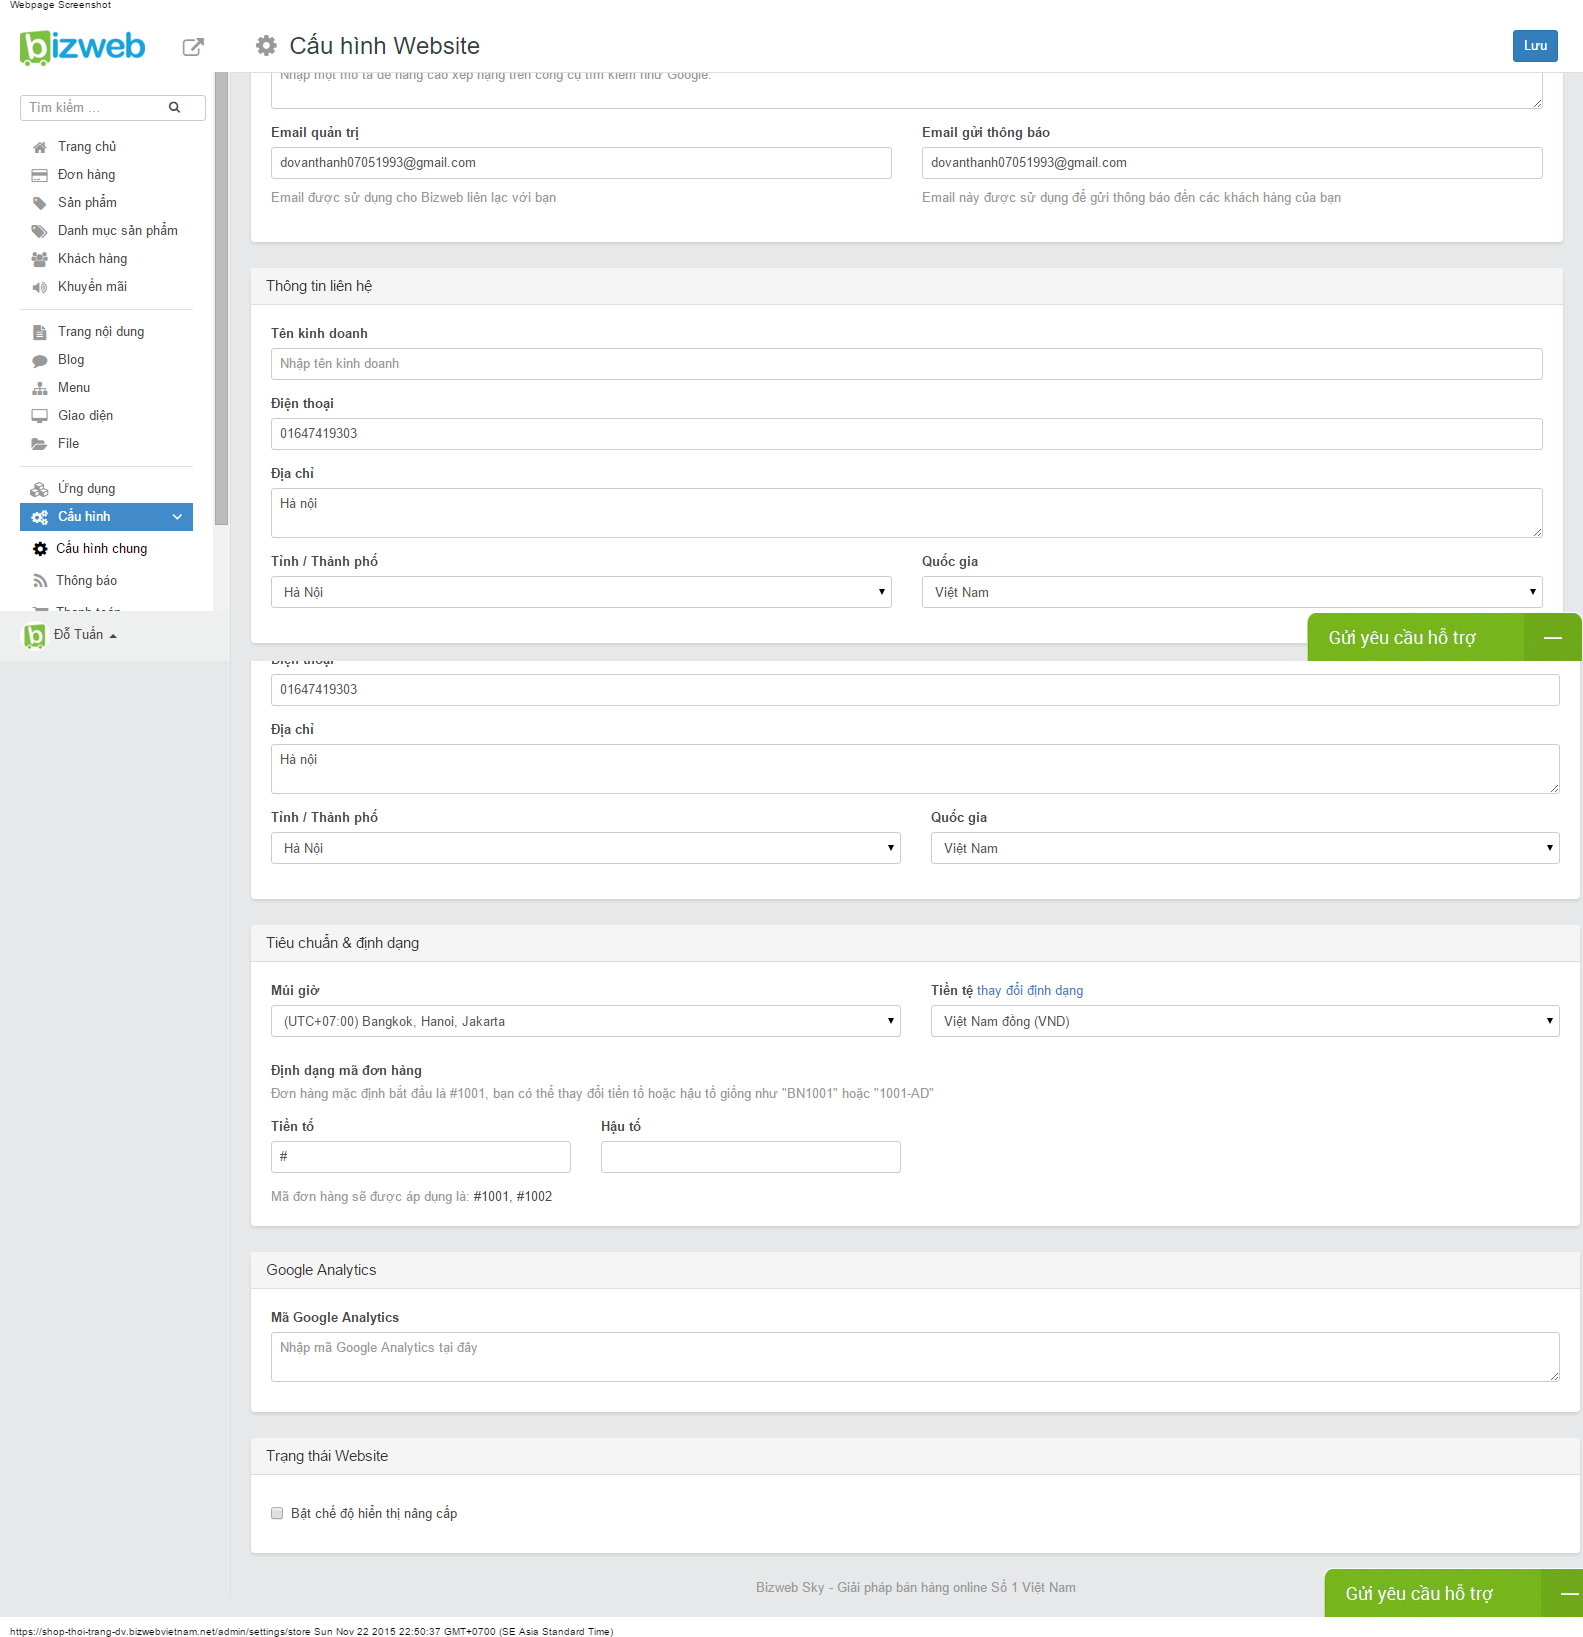 Webpage Screenshot
bizweb
Cấu hình Website
Lưu
Nhập một mô tả để nâng cao xếp hạng trên công cụ tìm kiếm như Google.
Tìm kiếm ...
Trang chủ
Đơn hàng
Sản phẩm
Danh mục sản phẩm
Khách hàng
Khuyến mãi
Trang nội dung
Blog
Menu
Giao diện
File
Ứng dụng
Cấu hình
Cấu hình chung
Thông báo
Thanh toán
Đỗ Tuấn
Email quản trị
Email gửi thông báo
dovanthanh07051993@gmail.com
dovanthanh07051993@gmail.com
Email được sử dụng cho Bizweb liên lạc với bạn
Email này được sử dụng để gửi thông báo đến các khách hàng của bạn
Thông tin liên hệ
Tên kinh doanh
Nhập tên kinh doanh
Điện thoại
01647419303
Địa chỉ
Hà nội
Tỉnh / Thành phố
Quốc gia
Hà Nội
Việt Nam
Gửi yêu cầu hỗ trợ
Điện thoại
01647419303
Địa chỉ
Hà nội
Tỉnh / Thành phố
Quốc gia
Hà Nội
Việt Nam
Tiêu chuẩn & định dạng
Múi giờ
Tiền tệ thay đổi định dạng
(UTC+07:00) Bangkok, Hanoi, Jakarta
Việt Nam đồng (VND)
Định dạng mã đơn hàng
Đơn hàng mặc định bắt đầu là #1001, bạn có thể thay đổi tiền tố hoặc hậu tố giống như "BN1001" hoặc "1001-AD"
Tiền tố
Hậu tố
#
Mã đơn hàng sẽ được áp dụng là: #1001, #1002
Google Analytics
Mã Google Analytics
Nhập mã Google Analytics tại đây
Trạng thái Website
Bật chế độ hiển thị nâng cấp
Bizweb Sky - Giải pháp bán hàng online Số 1 Việt Nam
Gửi yêu cầu hỗ trợ
https://shop-thoi-trang-dv.bizwebvietnam.net/admin/settings/store Sun Nov 22 2015 22:50:37 GMT+0700 (SE Asia Standard Time)